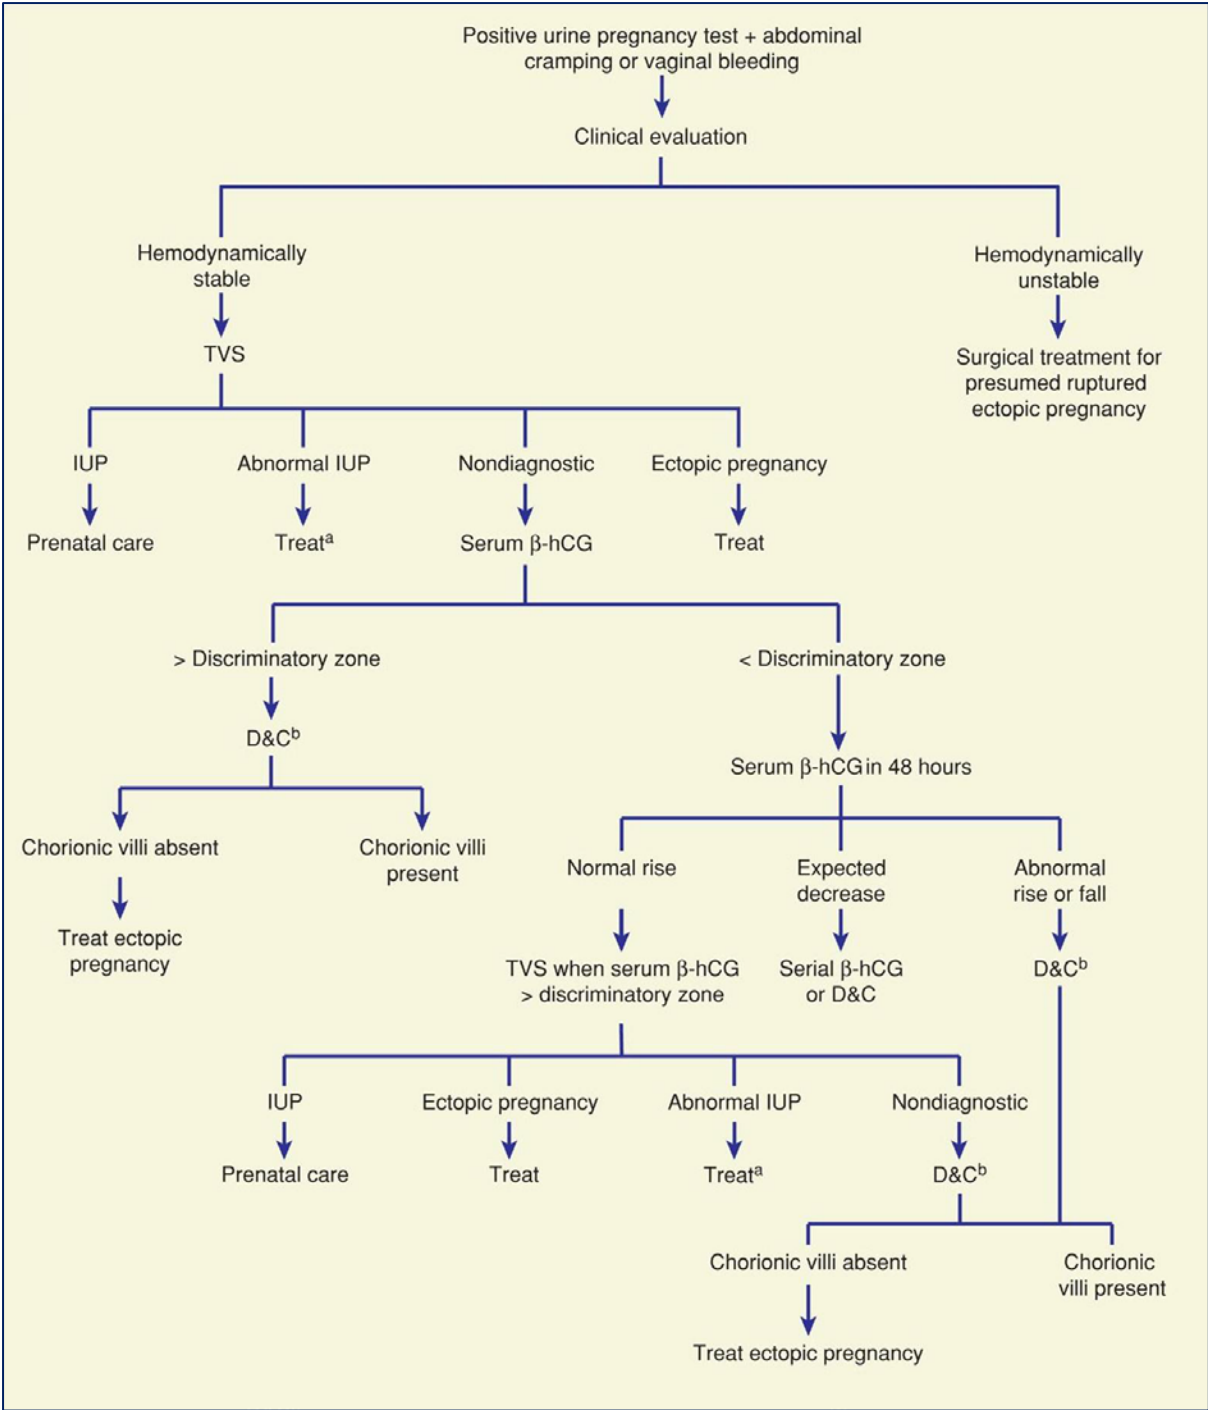 Positive urine pregnancy test + abdominal
cramping or vaginal bleeding
Clinical evaluation
Hemodynamically
stable
Hemodynamically
unstable
TVS
Surgical treatment for
presumed ruptured
ectopic pregnancy
IUP
Abnormal IUP
Nondiagnostic
Ectopic pregnancy
Prenatal care
Treatᵃ
Serum β-hCG
Treat
> Discriminatory zone
< Discriminatory zone
D&Cᵇ
Serum β-hCG in 48 hours
Chorionic villi absent
Chorionic villi
present
Normal rise
Expected
decrease
Abnormal
rise or fall
Treat ectopic
pregnancy
TVS when serum β-hCG
> discriminatory zone
Serial β-hCG
or D&C
D&Cᵇ
IUP
Ectopic pregnancy
Abnormal IUP
Nondiagnostic
Prenatal care
Treat
Treatᵃ
D&Cᵇ
Chorionic villi absent
Chorionic
villi present
Treat ectopic pregnancy